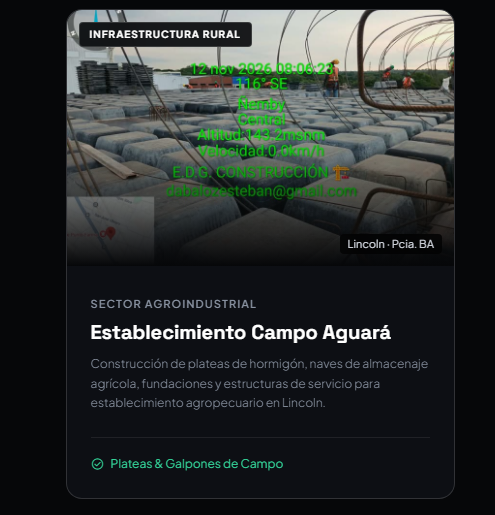 INFRAESTRUCTURA RURAL
12 nov 2026 08:06:23
116° SE
Ñemby
Central
Altitud:143.2msnm
Velocidad:0.0km/h
E.D.G. CONSTRUCCIÓN 🏗️
Lincoln · Pcia. BA
SECTOR AGROINDUSTRIAL
Establecimiento Campo Aguará
Construcción de plateas de hormigón, naves de almacenaje
agrícola, fundaciones y estructuras de servicio para
establecimiento agropecuario en Lincoln.
Plateas & Galpones de Campo